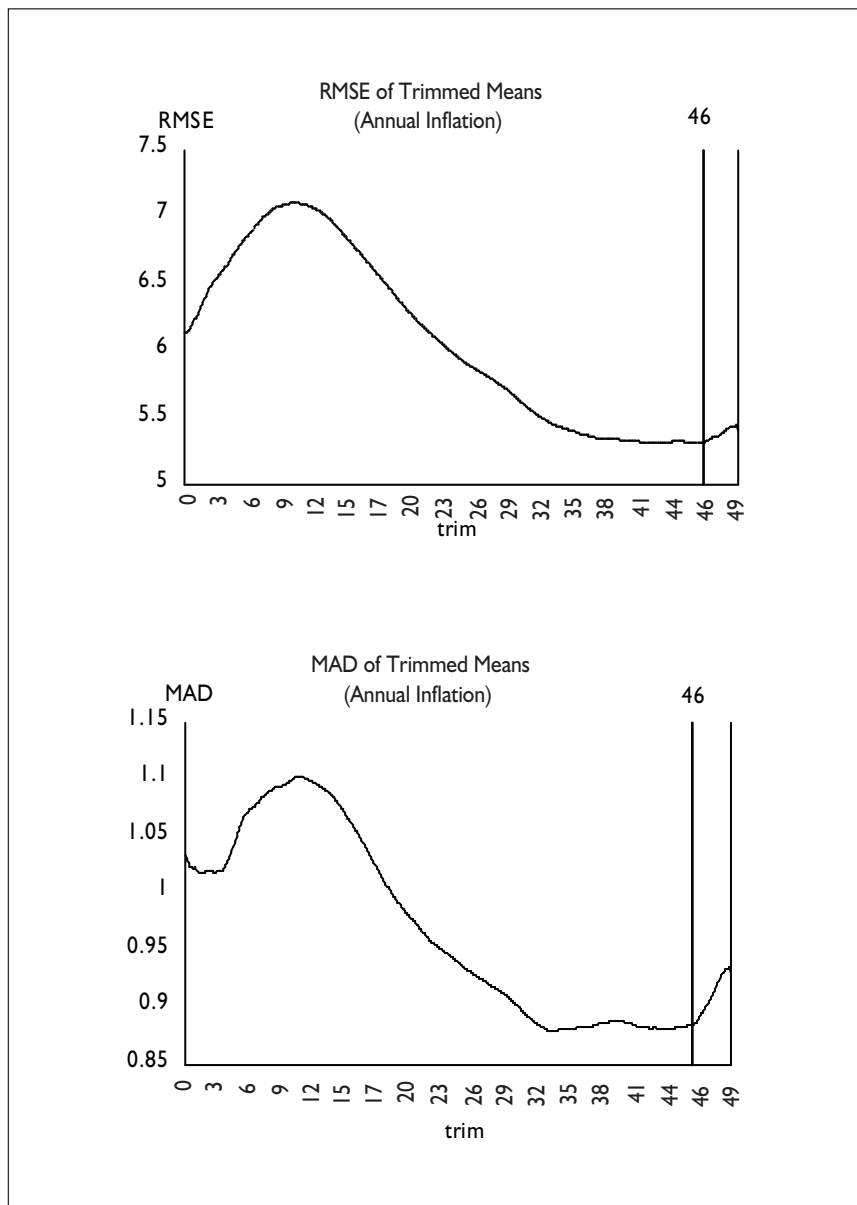 RMSE of Trimmed Means
(Annual Inflation)
RMSE
46
7.5
7
6.5
6
5.5
5
0 3 6 9 12 15 17 20 23 26 29 32 35 38 41 44 46 49
trim
MAD of Trimmed Means
(Annual Inflation)
MAD
46
1.15
1.1
1.05
1
0.95
0.9
0.85
0 3 6 9 12 15 17 20 23 26 29 32 35 38 41 44 46 49
trim